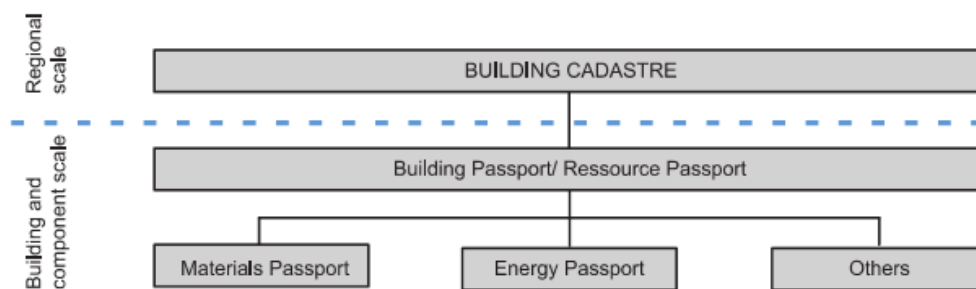 Regional
scale
BUILDING CADASTRE
Building and
component scale
Building Passport/ Ressource Passport
Materials Passport
Energy Passport
Others